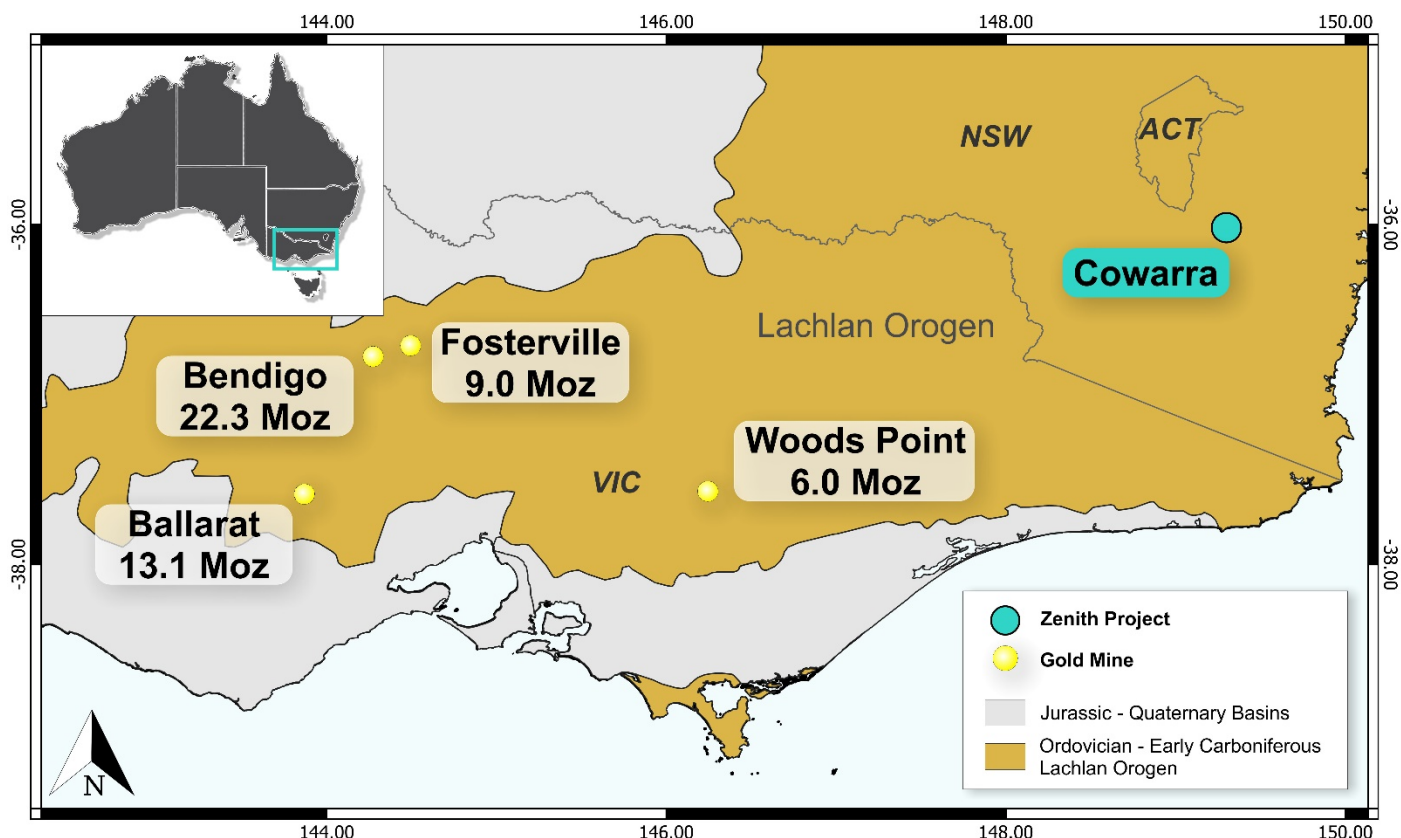 144.00
146.00
148.00
150.00
-36.00
-38.00
NSW
ACT
Cowarra
Lachlan Orogen
Fosterville
9.0 Moz
Bendigo
22.3 Moz
Woods Point
6.0 Moz
VIC
Ballarat
13.1 Moz
-36.00
-38.00
Zenith Project
Gold Mine
Jurassic - Quaternary Basins
Ordovician - Early Carboniferous
Lachlan Orogen
N
144.00
146.00
148.00
150.00